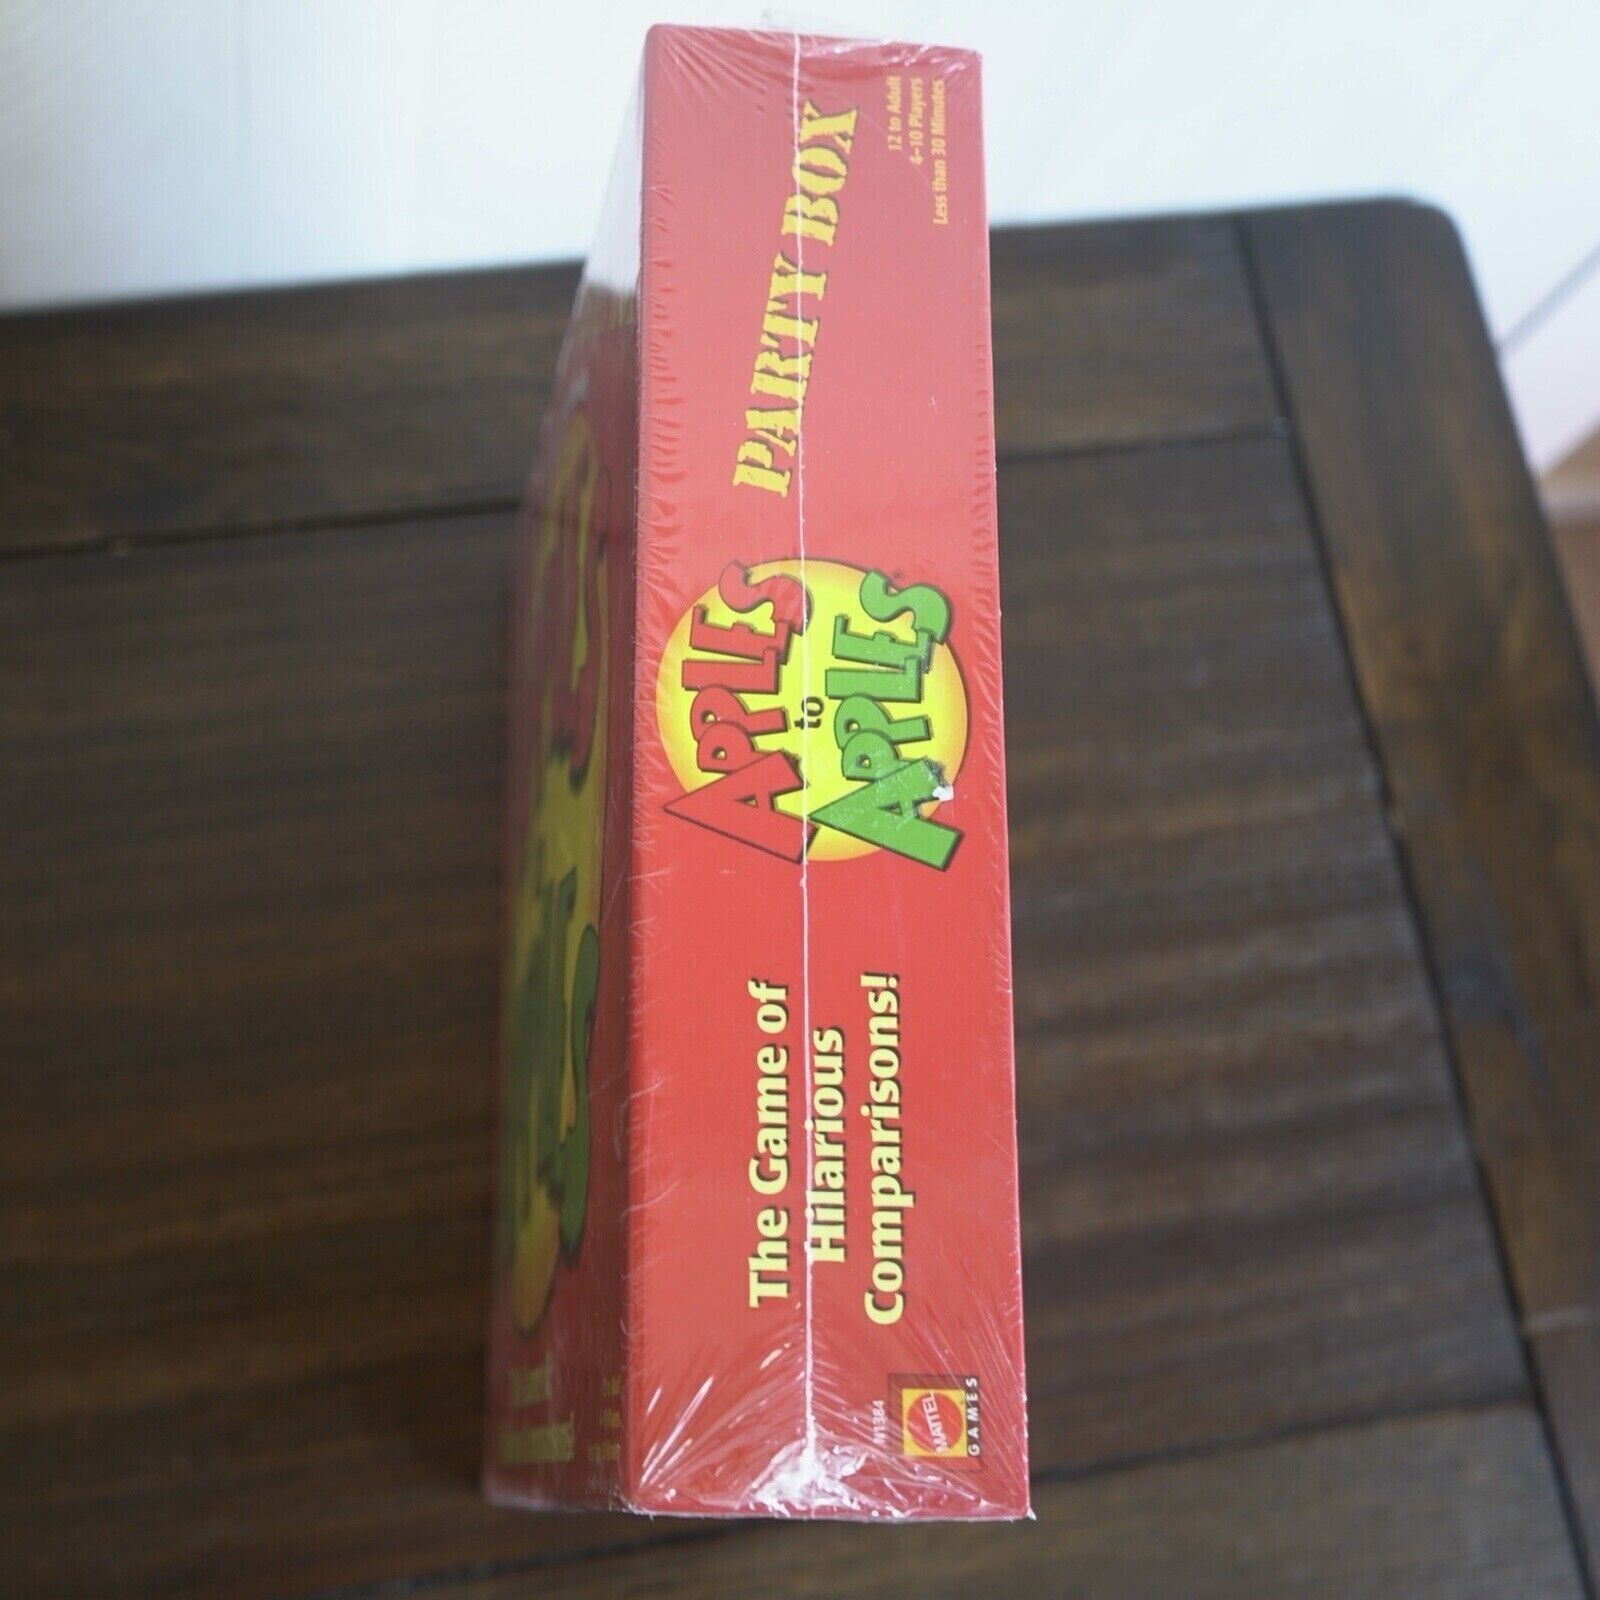 The Game of
Hilarious
Comparisons!
APPLES
to
APPLES®
PARTY BOX
12 to Adult
4-10 Players
Less than 30 Minutes
N1384
MATTEL
GAMES